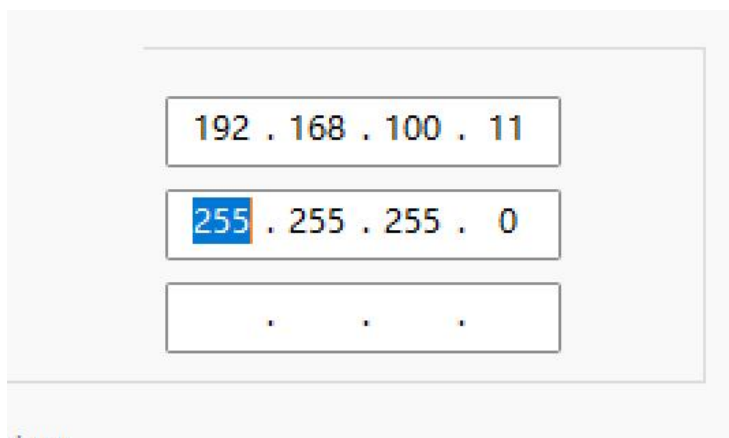 192 . 168 . 100 . 11
255 . 255 . 255 . 0
. . .